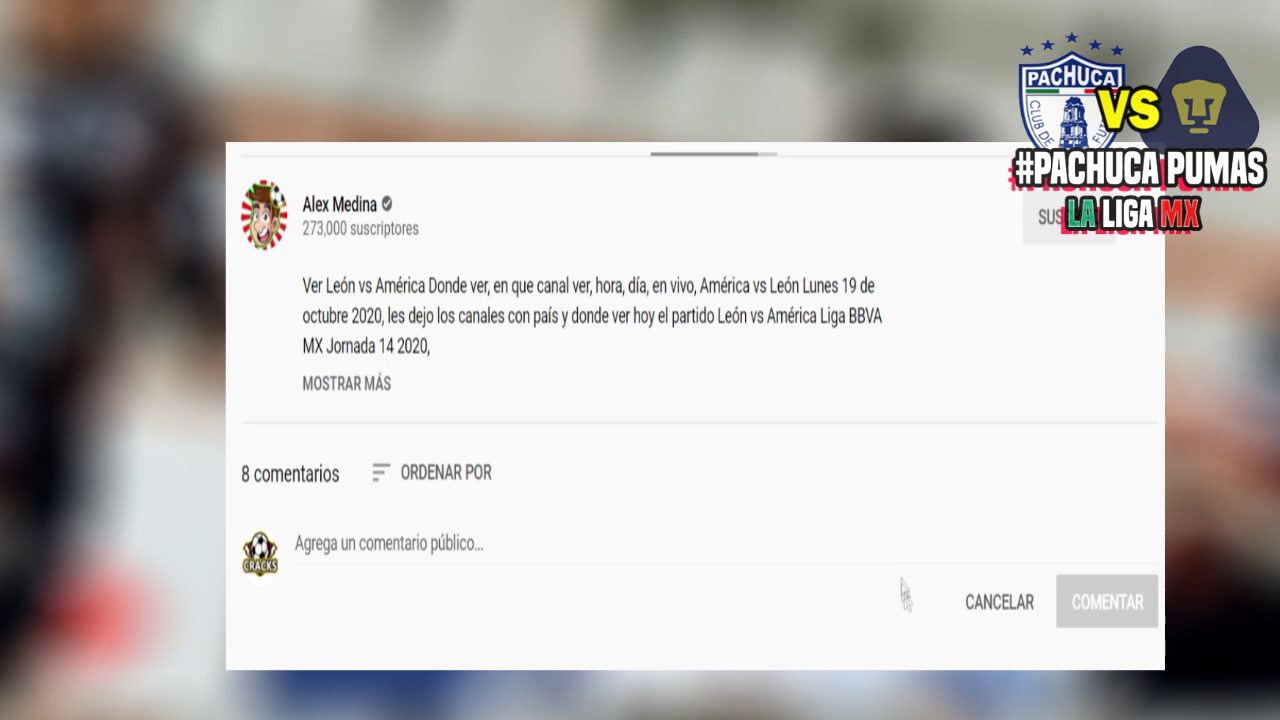 PACHUCA
CLUB DE
VS
#PACHUCA PUMAS
LA LIGA MX
Alex Medina
273,000 suscriptores
Ver León vs América Donde ver, en que canal ver, hora, día, en vivo, América vs León Lunes 19 de
octubre 2020, les dejo los canales con país y donde ver hoy el partido León vs América Liga BBVA
MX Jornada 14 2020,
MOSTRAR MÁS
8 comentarios
ORDENAR POR
Agrega un comentario público...
CRACKS
CANCELAR
COMENTAR